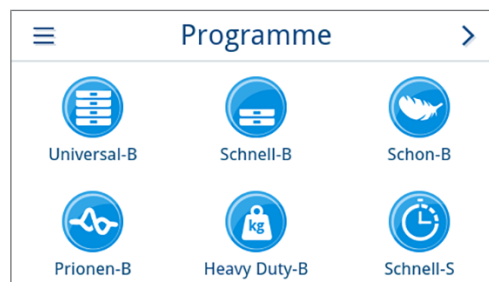 Programme
Universal-B Schnell-B Schon-B
kg
Prionen-B Heavy Duty-B Schnell-S